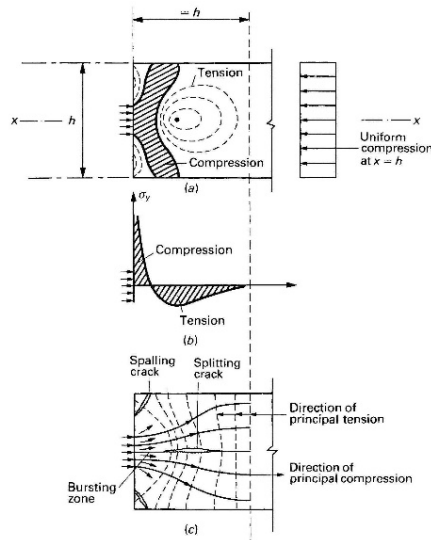 = h
Tension
x
h
x
Compression
Uniform
compression
at x = h
(a)
σy
Compression
Tension
(b)
Spalling
crack
Splitting
crack
Direction of
principal tension
Direction of
principal compression
Bursting
zone
(c)